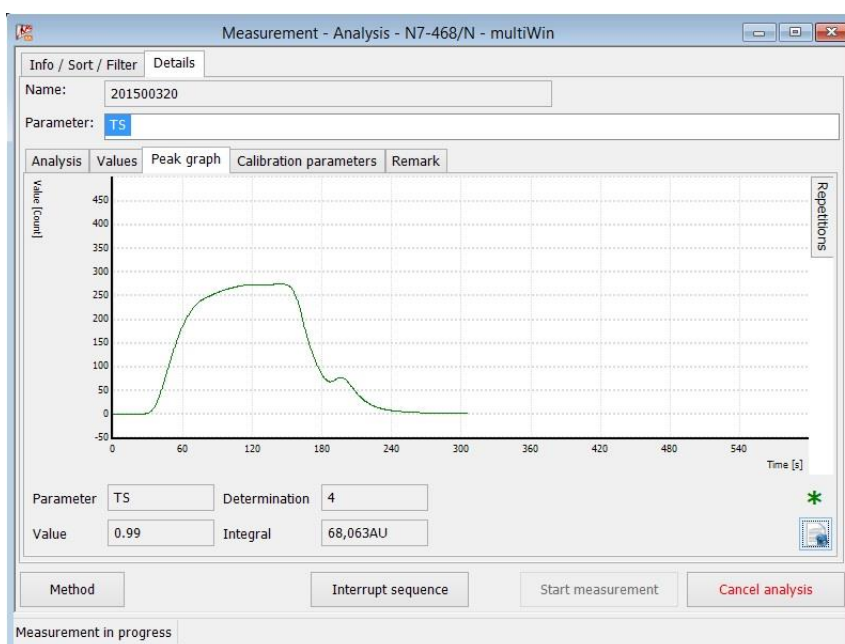 Measurement - Analysis - N7-468/N - multiWin
Info / Sort / Filter Details
Name: 201500320
Parameter: TS
Analysis Values Peak graph Calibration parameters Remark
Value [Count]
Repetitions
450
400
350
300
250
200
150
100
50
0
-50
0 60 120 180 240 300 360 420 480 540
Time [s]
Parameter TS Determination 4
Value 0.99 Integral 68,063AU
Method Interrupt sequence Start measurement Cancel analysis
Measurement in progress